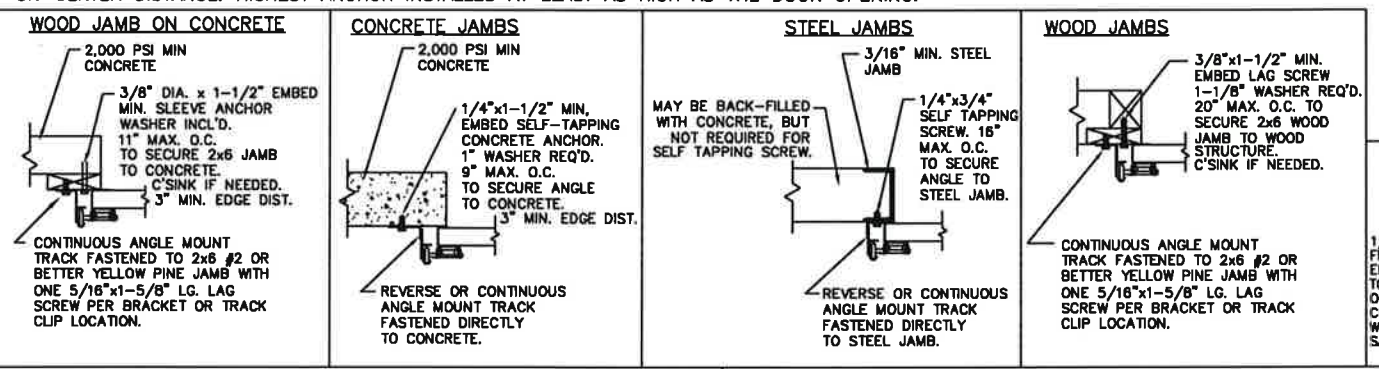 ON-CENTER DISTANCE. HIGHEST ANCHOR INSTALLED AT LEAST AS HIGH AS THE DOOR OPENING.
WOOD JAMB ON CONCRETE
2,000 PSI MIN
CONCRETE
3/8" DIA. x 1-1/2" EMBED
MIN. SLEEVE ANCHOR
WASHER INCL'D.
11" MAX. O.C.
TO SECURE 2x6 JAMB
TO CONCRETE.
C'SINK IF NEEDED.
3" MIN. EDGE DIST.
CONTINUOUS ANGLE MOUNT
TRACK FASTENED TO 2x6 #2 OR
BETTER YELLOW PINE JAMB WITH
ONE 5/16"x1-5/8" LG. LAG
SCREW PER BRACKET OR TRACK
CLIP LOCATION.
CONCRETE JAMBS
2,000 PSI MIN
CONCRETE
1/4"x1-1/2" MIN,
EMBED SELF-TAPPING
CONCRETE ANCHOR.
1" WASHER REQ'D.
9" MAX. O.C.
TO SECURE ANGLE
TO CONCRETE.
3" MIN. EDGE DIST.
REVERSE OR CONTINUOUS
ANGLE MOUNT TRACK
FASTENED DIRECTLY
TO CONCRETE.
STEEL JAMBS
3/16" MIN. STEEL
JAMB
MAY BE BACK-FILLED
WITH CONCRETE, BUT
NOT REQUIRED FOR
SELF TAPPING SCREW.
1/4"x3/4"
SELF TAPPING
SCREW. 16"
MAX. O.C.
TO SECURE
ANGLE TO
STEEL JAMB.
REVERSE OR CONTINUOUS
ANGLE MOUNT TRACK
FASTENED DIRECTLY
TO STEEL JAMB.
WOOD JAMBS
3/8"x1-1/2" MIN.
EMBED LAG SCREW
1-1/8" WASHER REQ'D.
20" MAX. O.C. TO
SECURE 2x6 WOOD
JAMB TO WOOD
STRUCTURE.
C'SINK IF NEEDED.
CONTINUOUS ANGLE MOUNT
TRACK FASTENED TO 2x6 #2 OR
BETTER YELLOW PINE JAMB WITH
ONE 5/16"x1-5/8" LG. LAG
SCREW PER BRACKET OR TRACK
CLIP LOCATION.